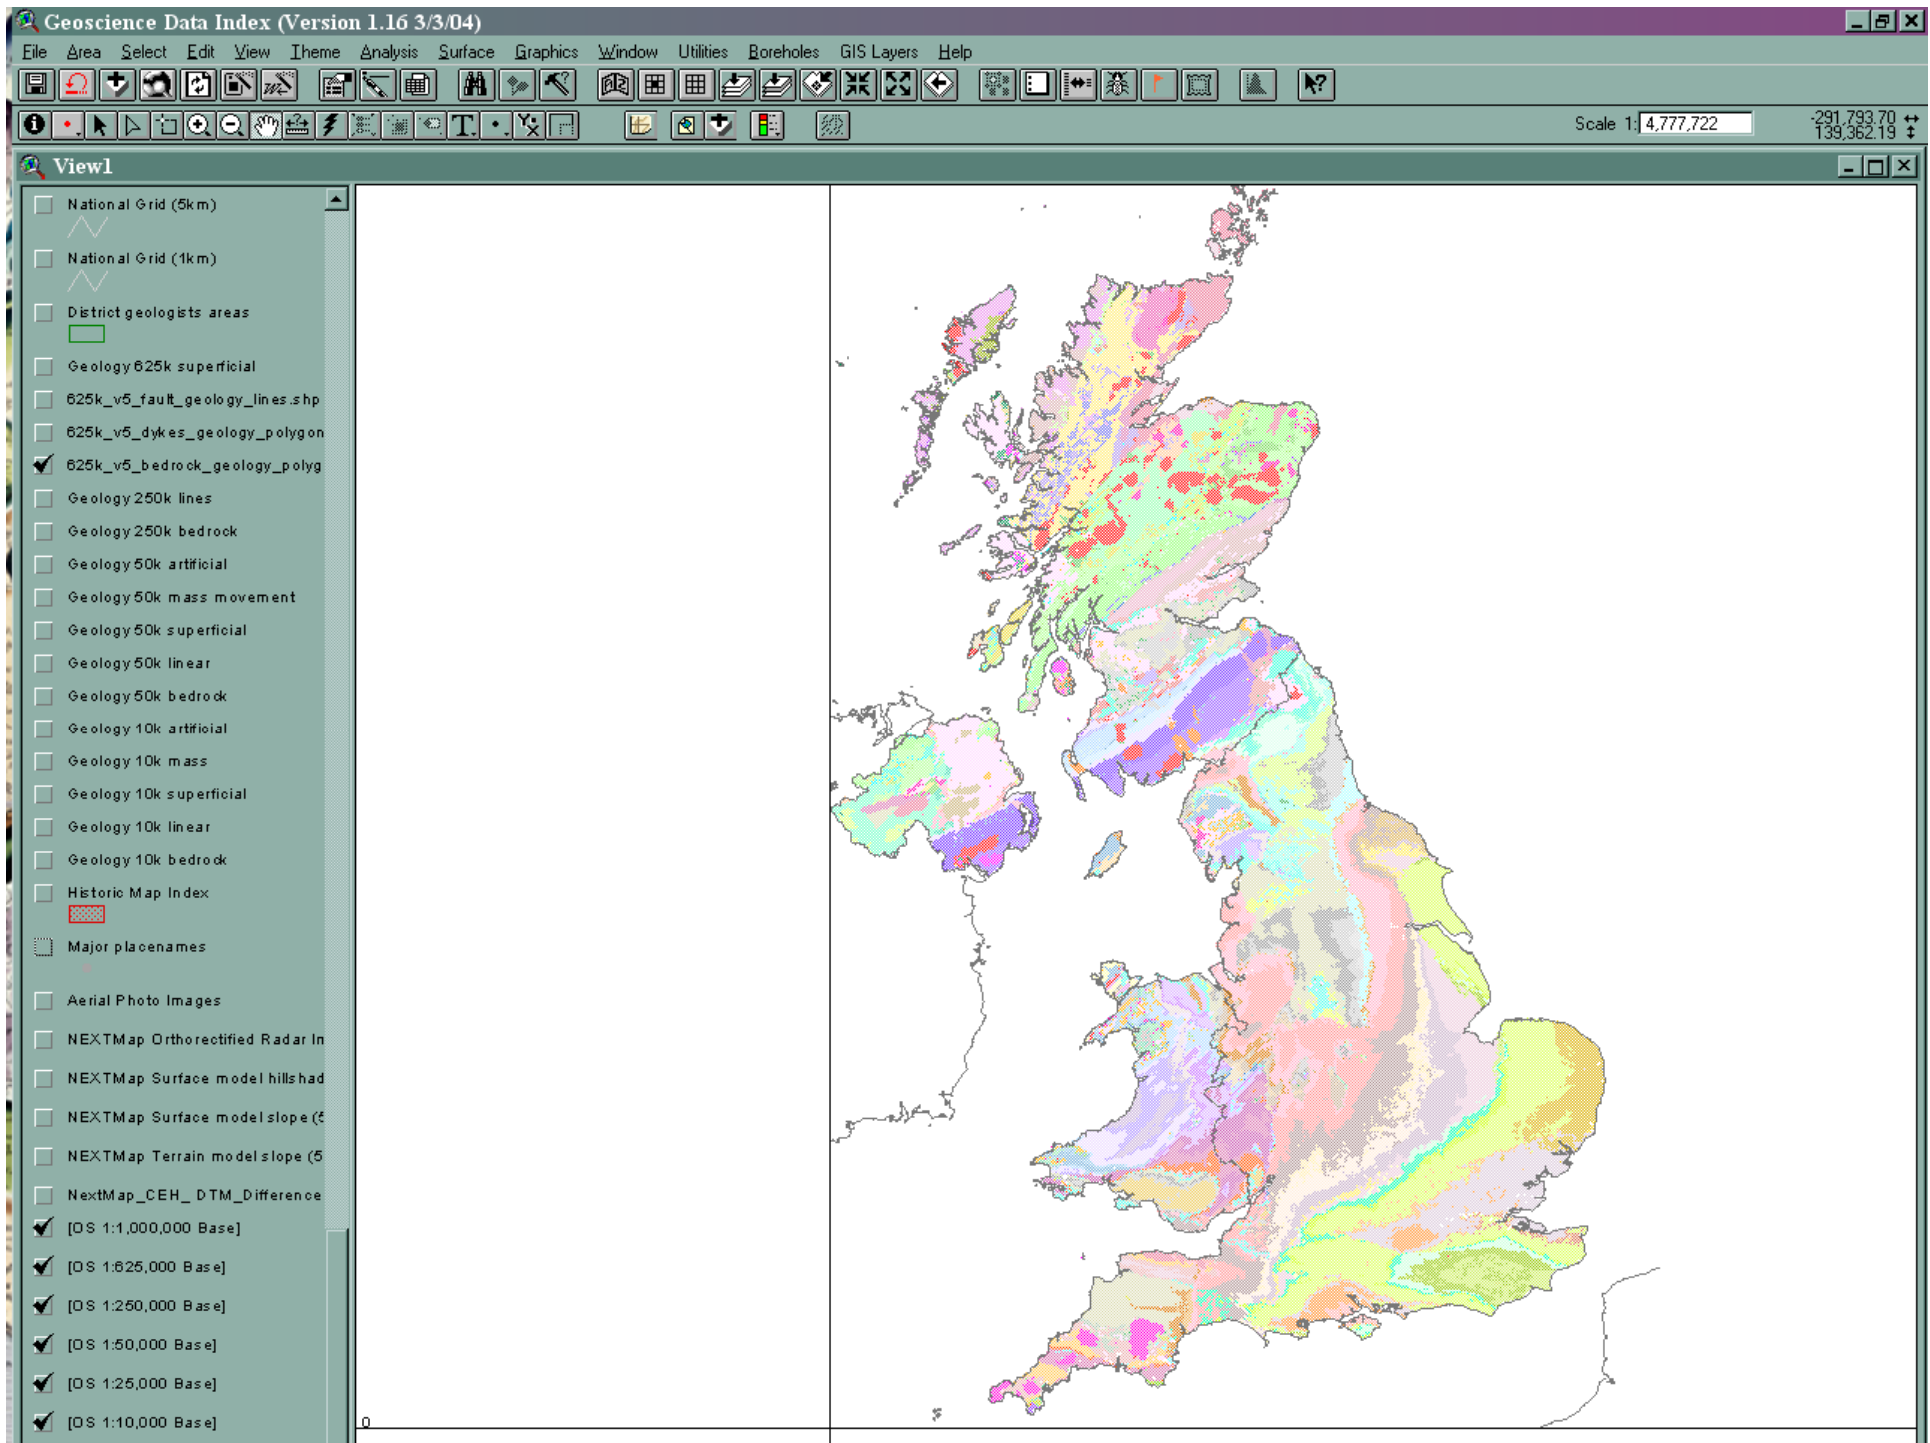 Geoscience Data Index (Version 1.16 3/3/04)
File Area Select Edit View Theme Analysis Surface Graphics Window Utilities Boreholes GIS Layers Help
Scale 1: 4,777,722
-291,793.70
139,362.19
View1
National Grid (5km)
National Grid (1km)
District geologists areas
Geology 625k superficial
625k_v5_fault_geology_lines.shp
625k_v5_dykes_geology_polygon
625k_v5_bedrock_geology_polyg
Geology 250k lines
Geology 250k bedrock
Geology 50k artificial
Geology 50k mass movement
Geology 50k superficial
Geology 50k linear
Geology 50k bedrock
Geology 10k artificial
Geology 10k mass
Geology 10k superficial
Geology 10k linear
Geology 10k bedrock
Historic Map Index
Major placenames
Aerial Photo Images
NEXTMap Orthorectified Radar In
NEXTMap Surface model hillshad
NEXTMap Surface model slope (5
NEXTMap Terrain model slope (5
NextMap_CEH_ DTM_Difference
[OS 1:1,000,000 Base]
[OS 1:625,000 Base]
[OS 1:250,000 Base]
[OS 1:50,000 Base]
[OS 1:25,000 Base]
[OS 1:10,000 Base]
0